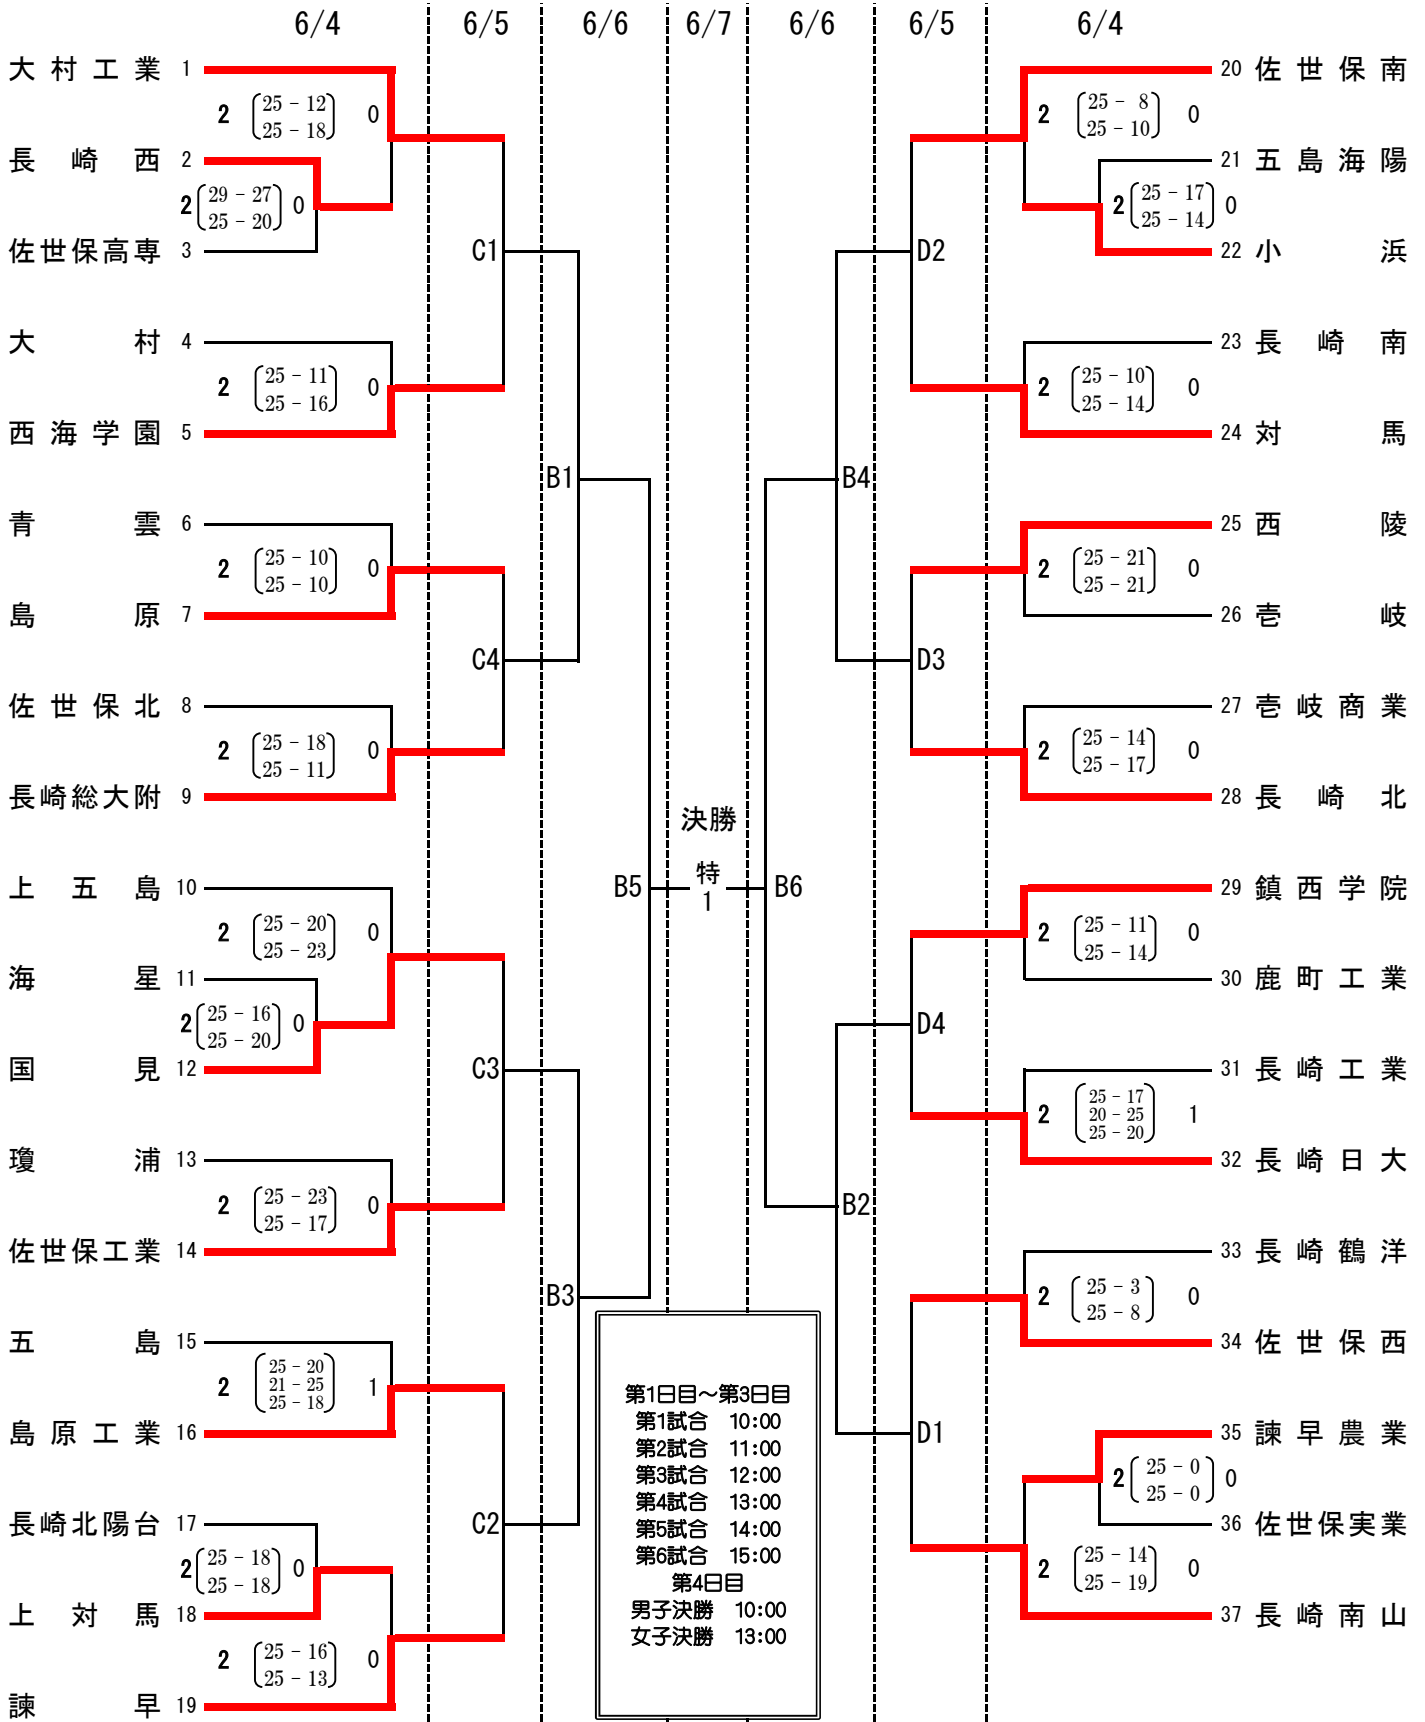 6/4 6/5 6/6 6/7 6/6 6/5 6/4
大村工業 1
2 (25 - 12 0
25 - 18)
長崎西 2
2 (29 - 27 0
25 - 20)
佐世保高専 3
C1
大村 4
2 (25 - 11 0
25 - 16)
西海学園 5
B1
青雲 6
2 (25 - 10 0
25 - 10)
島原 7
C4
佐世保北 8
2 (25 - 18 0
25 - 11)
長崎総大附 9
上五島 10
2 (25 - 20 0
25 - 23)
海星 11
2 (25 - 16 0
25 - 20)
国見 12
C3
瓊浦 13
2 (25 - 23 0
25 - 17)
佐世保工業 14
B3
五島 15
2 (25 - 20
21 - 25 1
25 - 18)
島原工業 16
長崎北陽台 17
C2
2 (25 - 18 0
25 - 18)
上対馬 18
2 (25 - 16 0
25 - 13)
諫早 19
決勝
B5
特
1
B6
20 佐世保南
2 (25 - 8 0
25 - 10)
21 五島海陽
2 (25 - 17 0
25 - 14)
22 小浜
D2
23 長崎南
2 (25 - 10 0
25 - 14)
24 対馬
B4
25 西陵
2 (25 - 21 0
25 - 21)
26 壱岐
D3
27 壱岐商業
2 (25 - 14 0
25 - 17)
28 長崎北
29 鎮西学院
2 (25 - 11 0
25 - 14)
30 鹿町工業
D4
31 長崎工業
2 (25 - 17
20 - 25 1
25 - 20)
32 長崎日大
B2
33 長崎鶴洋
2 (25 - 3 0
25 - 8)
34 佐世保西
D1
35 諫早農業
2 (25 - 0 0
25 - 0)
36 佐世保実業
2 (25 - 14 0
25 - 19)
37 長崎南山
第1日目～第3日目
第1試合 10:00
第2試合 11:00
第3試合 12:00
第4試合 13:00
第5試合 14:00
第6試合 15:00
第4日目
男子決勝 10:00
女子決勝 13:00